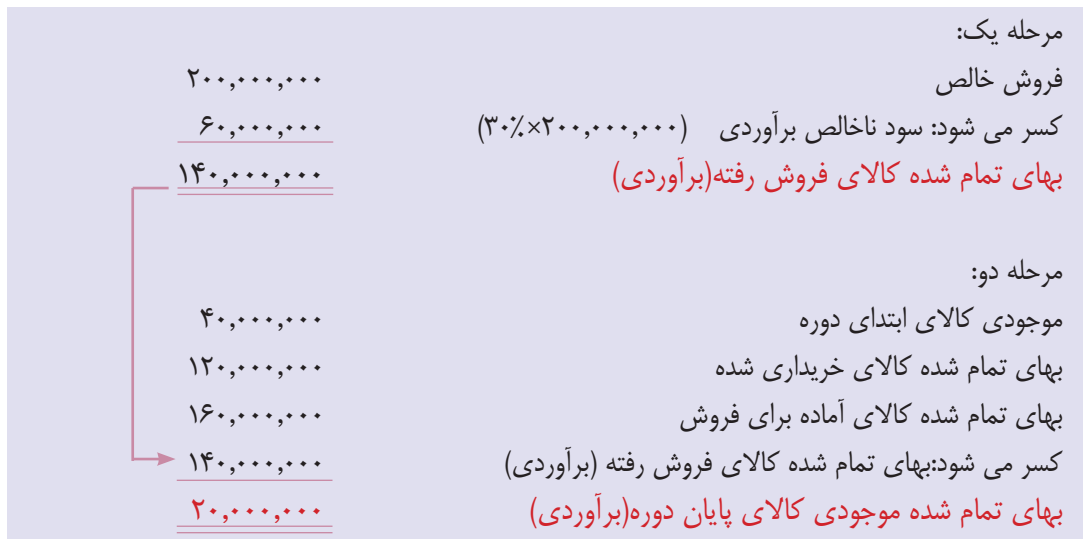 مرحله یک:
فروش خالص ۲۰۰,۰۰۰,۰۰۰
کسر می شود: سود ناخالص برآوردی (۳۰٪×۲۰۰,۰۰۰,۰۰۰) ۶۰,۰۰۰,۰۰۰
بهای تمام شده کالای فروش رفته(برآوردی) ۱۴۰,۰۰۰,۰۰۰
مرحله دو:
موجودی کالای ابتدای دوره ۴۰,۰۰۰,۰۰۰
بهای تمام شده کالای خریداری شده ۱۲۰,۰۰۰,۰۰۰
بهای تمام شده کالای آماده برای فروش ۱۶۰,۰۰۰,۰۰۰
کسر می شود:بهای تمام شده کالای فروش رفته (برآوردی) ۱۴۰,۰۰۰,۰۰۰
بهای تمام شده موجودی کالای پایان دوره(برآوردی) ۲۰,۰۰۰,۰۰۰